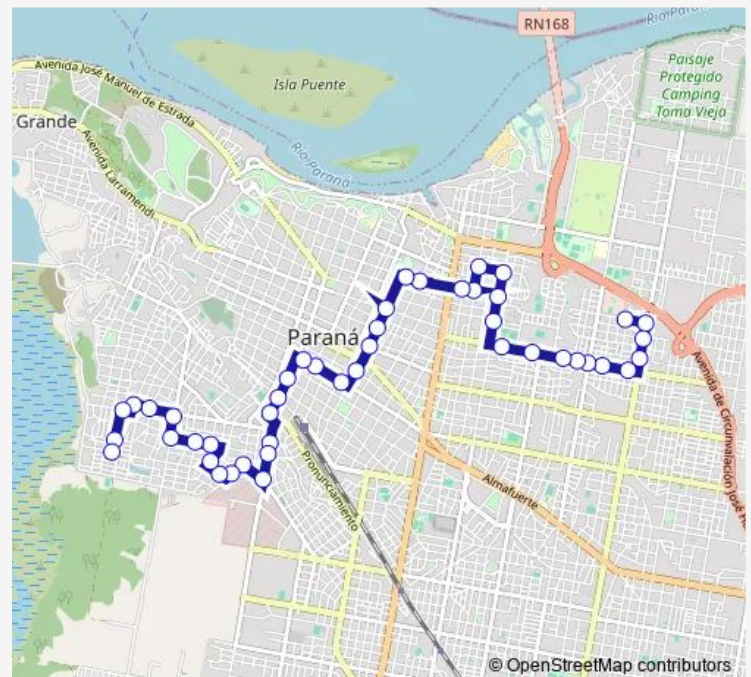 RN168
Río Paraná
Avenida José Manuel de Estrada
Isla Puente
Paisaje
Protegido
Camping
Toma Vieja
Grande
Río Paraná
Avenida Larramendi
Paraná
Pronunciamiento
Almafuerte
Avenida de Circunvalación José H
© OpenStreetMap contributors